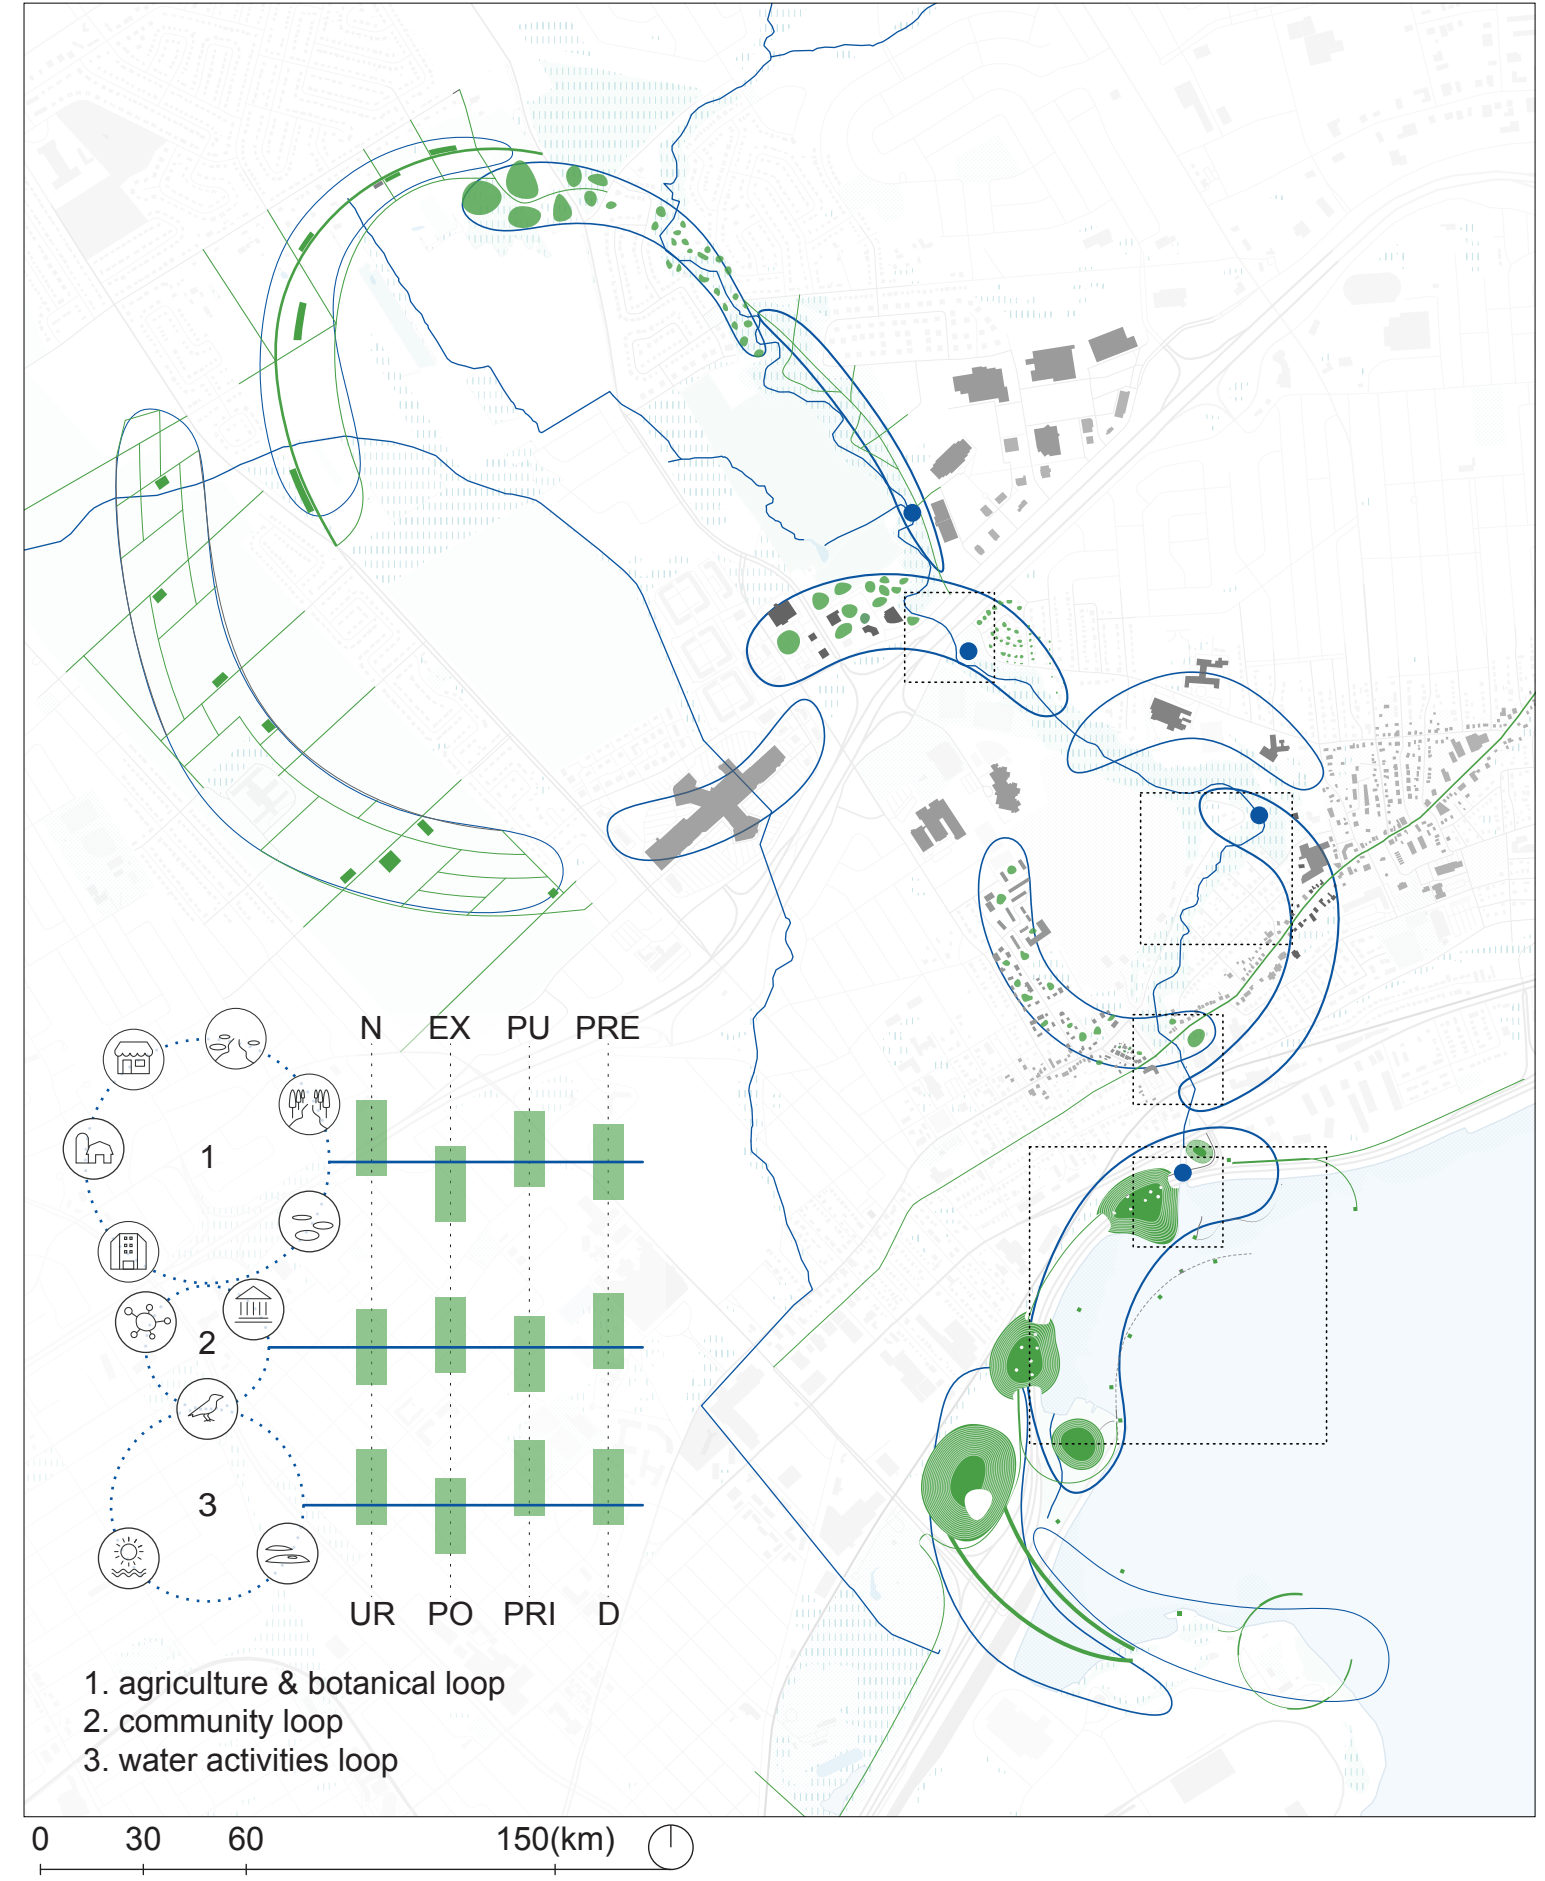 N EX PU PRE
1
2
3
UR PO PRI D
1. agriculture & botanical loop
2. community loop
3. water activities loop
0 30 60 150(km)